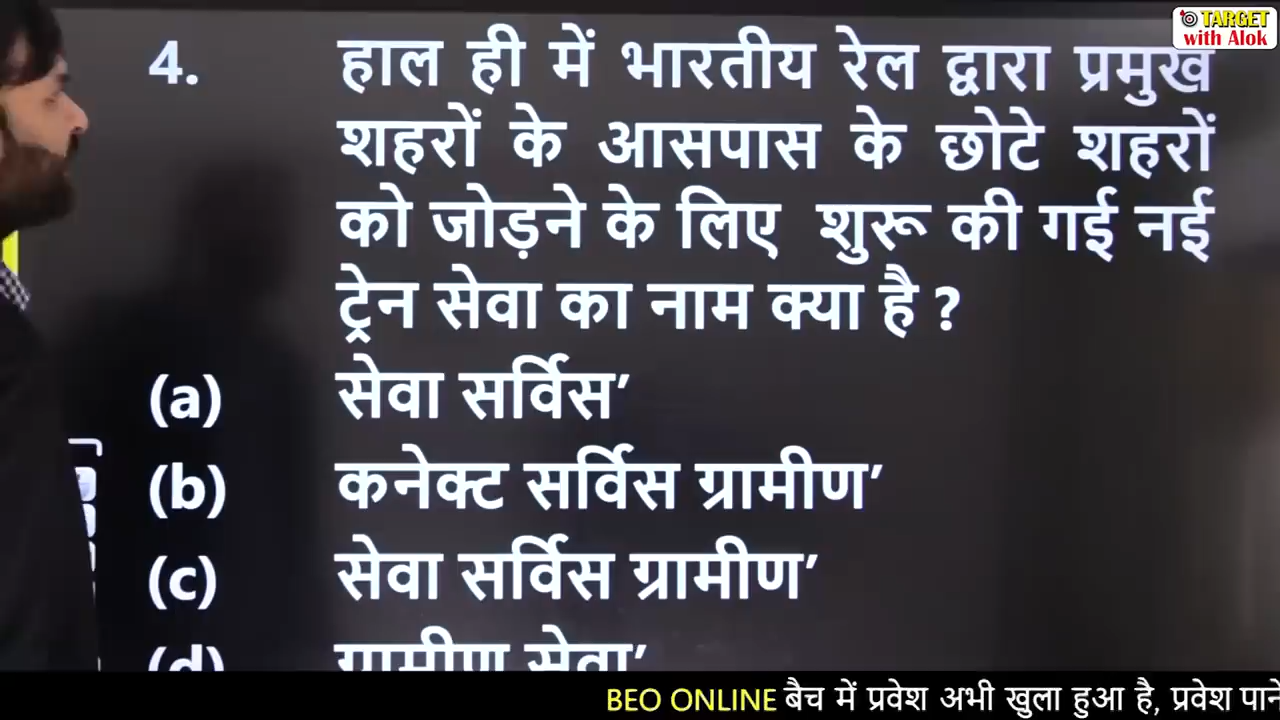 TARGET
with Alok
4. हाल ही में भारतीय रेल द्वारा प्रमुख
शहरों के आसपास के छोटे शहरों
को जोड़ने के लिए शुरू की गई नई
ट्रेन सेवा का नाम क्या है ?
(a) सेवा सर्विस’
(b) कनेक्ट सर्विस ग्रामीण’
(c) सेवा सर्विस ग्रामीण’
(d) ग्रामीण सेवा’
BEO ONLINE बैच में प्रवेश अभी खुला हुआ है, प्रवेश पाने